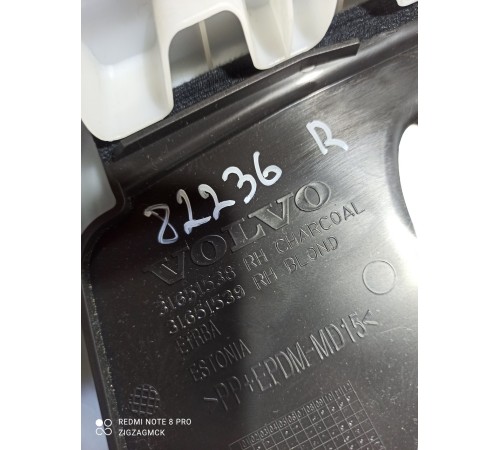 82236 R
VOLVO
31651538 RH CHARCOAL
31651539 RH BLOND
ESTONIA
>PP+EPDM-MD15<
REDMI NOTE 8 PRO
ZIGZAGMCK